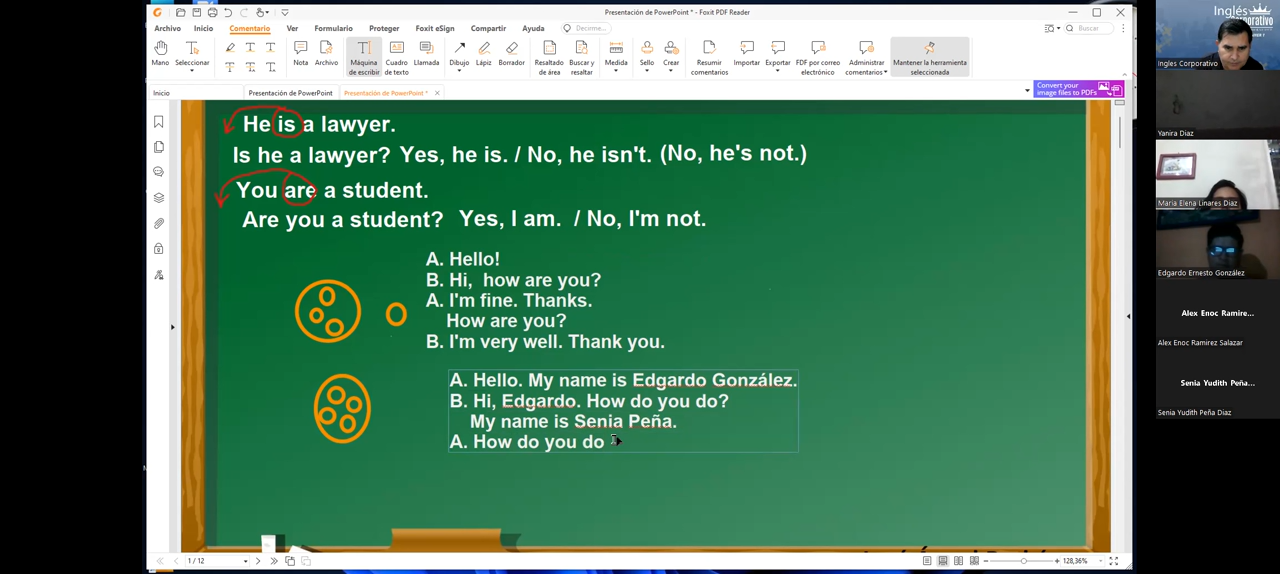 Presentación de PowerPoint * - Foxit PDF Reader
Archivo Inicio Comentario Ver Formulario Proteger Foxit eSign Compartir Ayuda Decirme... Buscar
Mano Seleccionar Nota Archivo Máquina de escribir Cuadro de texto Llamada Dibujo Lápiz Borrador Resaltado de área Buscar y resaltar Medida Sello Crear Resumir comentarios Importar Exportar PDF por correo electrónico Administrar comentarios Mantener la herramienta seleccionada
Inicio Presentación de PowerPoint Presentación de PowerPoint *
Convert your image files to PDFs
He is a lawyer.
Is he a lawyer? Yes, he is. / No, he isn't. (No, he's not.)
You are a student.
Are you a student? Yes, I am. / No, I'm not.
A. Hello!
B. Hi, how are you?
A. I'm fine. Thanks.
How are you?
B. I'm very well. Thank you.
A. Hello. My name is Edgardo González.
B. Hi, Edgardo. How do you do?
My name is Senia Peña.
A. How do you do
1 / 12
128,36%
Inglés
Corporativo
Ingles Corporativo
Yanira Diaz
Maria Elena Linares Diaz
Edgardo Ernesto González
Alex Enoc Ramire...
Alex Enoc Ramirez Salazar
Senia Yudith Peña...
Senia Yudith Peña Diaz